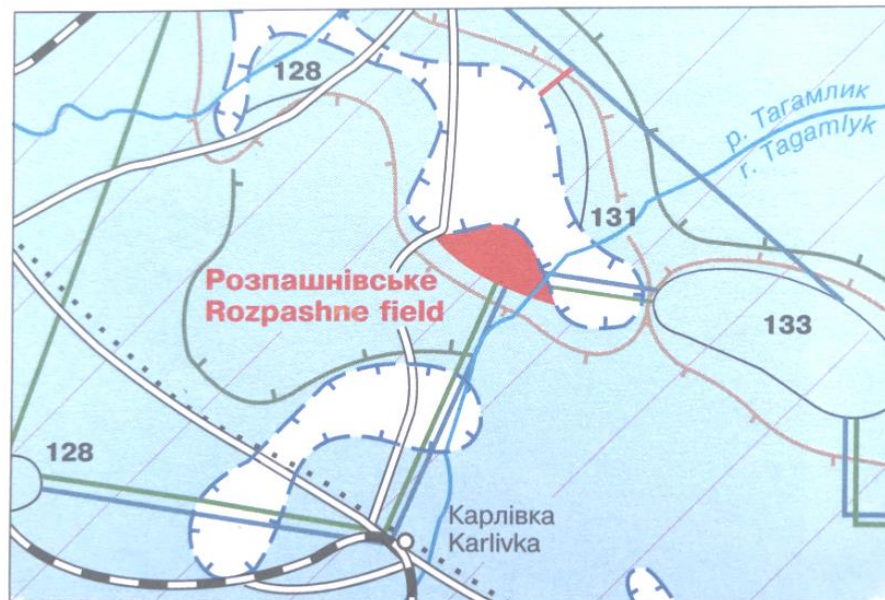 128
р. Тагамлик
r. Tagamlyk
131
Розпашнівське
Rozpashne field
133
128
Карлівка
Karlivka